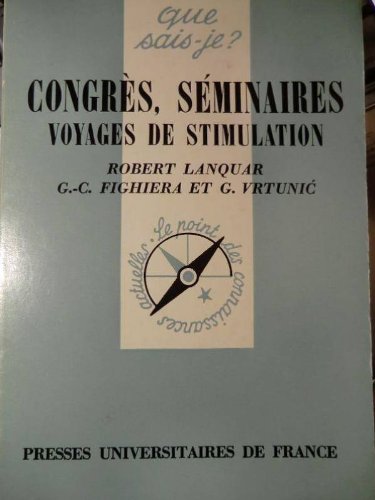 que
sais-je?
CONGRÈS, SÉMINAIRES
VOYAGES DE STIMULATION
ROBERT LANQUAR
G.-C. FIGHIERA ET G. VRTUNIĆ
Le point des connaissances actuelles.
PRESSES UNIVERSITAIRES DE FRANCE